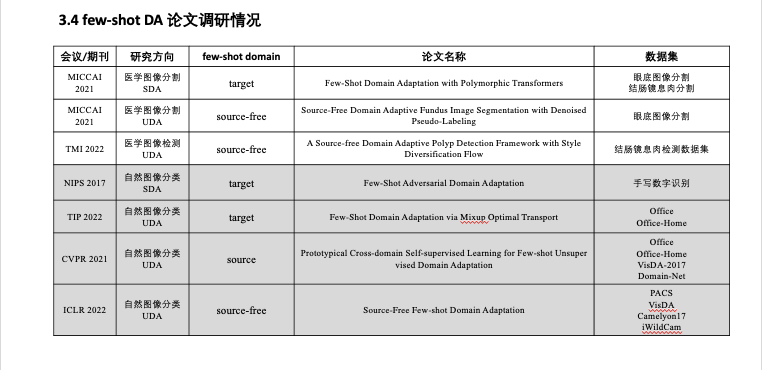 3.4 few-shot DA 论文调研情况
会议/期刊 研究方向 few-shot domain 论文名称 数据集
MICCAI
2021
医学图像分割
SDA
target
Few-Shot Domain Adaptation with Polymorphic Transformers
眼底图像分割
结肠镜息肉分割
MICCAI
2021
医学图像分割
UDA
source-free
Source-Free Domain Adaptive Fundus Image Segmentation with Denoised
Pseudo-Labeling
眼底图像分割
TMI 2022
医学图像检测
UDA
source-free
A Source-free Domain Adaptive Polyp Detection Framework with Style
Diversification Flow
结肠镜息肉检测数据集
NIPS 2017
自然图像分类
SDA
target
Few-Shot Adversarial Domain Adaptation
手写数字识别
TIP 2022
自然图像分类
UDA
target
Few-Shot Domain Adaptation via Mixup Optimal Transport
Office
Office-Home
CVPR 2021
自然图像分类
UDA
source
Prototypical Cross-domain Self-supervised Learning for Few-shot Unsuper
vised Domain Adaptation
Office
Office-Home
VisDA-2017
Domain-Net
ICLR 2022
自然图像分类
UDA
source-free
Source-Free Few-shot Domain Adaptation
PACS
VisDA
Camelyon17
iWildCam